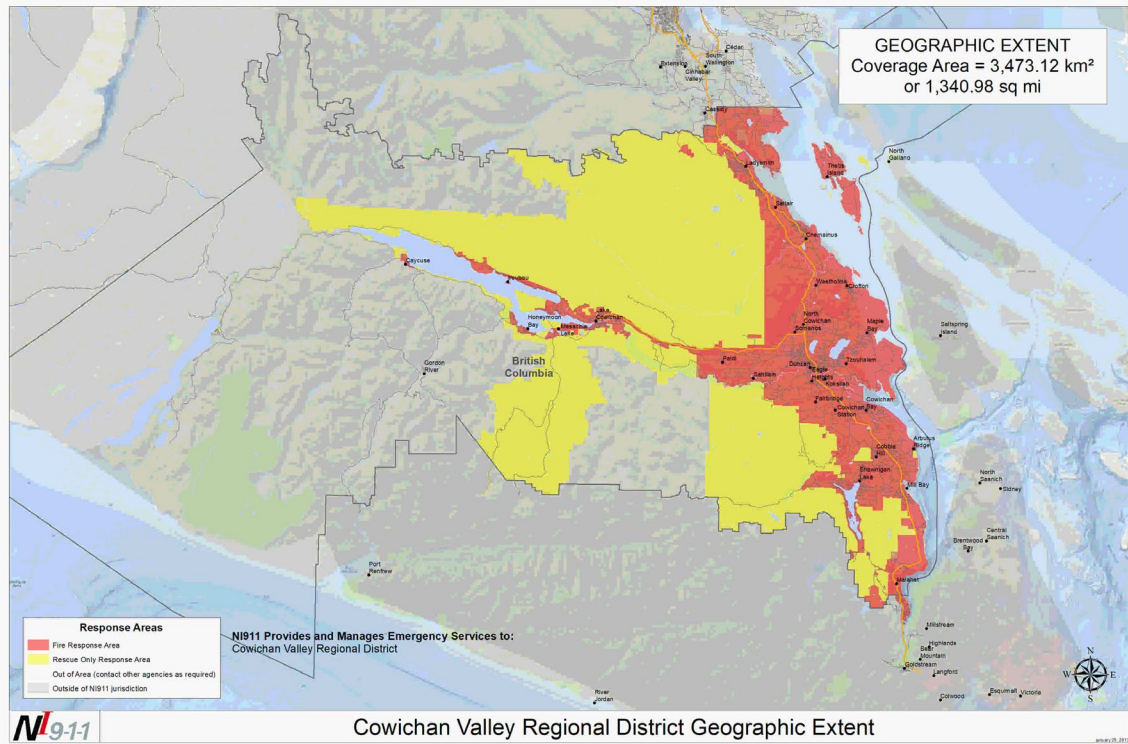 GEOGRAPHIC EXTENT
Coverage Area = 3,473.12 km²
or 1,340.98 sq mi
Cedar
South
Wellington
Extension
Cinnabar
Valley
Cassidy
North
Galiano
Ladysmith
Thetis
Island
Saltair
Chemainus
Caycuse
Youbou
Westholme
Crofton
Lake
Cowichan
Honeymoon
Bay
Mesachie
Lake
North
Cowichan
Somenos
Maple
Bay
Saltspring
Island
British
Columbia
Gordon
River
Paldi
Sahtlam
Duncan
Eagle
Heights
Tzouhalem
Koksilah
Fairbridge
Cowichan
Station
Cowichan
Bay
Cobble
Hill
Arbutus
Ridge
Shawnigan
Lake
Mill Bay
North
Saanich
Sidney
Central
Saanich
Brentwood
Bay
Port
Renfrew
Malahat
Millstream
Highlands
Bear
Mountain
Goldstream
Langford
Colwood
Esquimalt
Victoria
River
Jordan
N
W
E
S
Response Areas
Fire Response Area
Rescue Only Response Area
Out of Area (contact other agencies as required)
Outside of NI911 jurisdiction
NI911 Provides and Manages Emergency Services to:
Cowichan Valley Regional District
NI 9-1-1
Cowichan Valley Regional District Geographic Extent